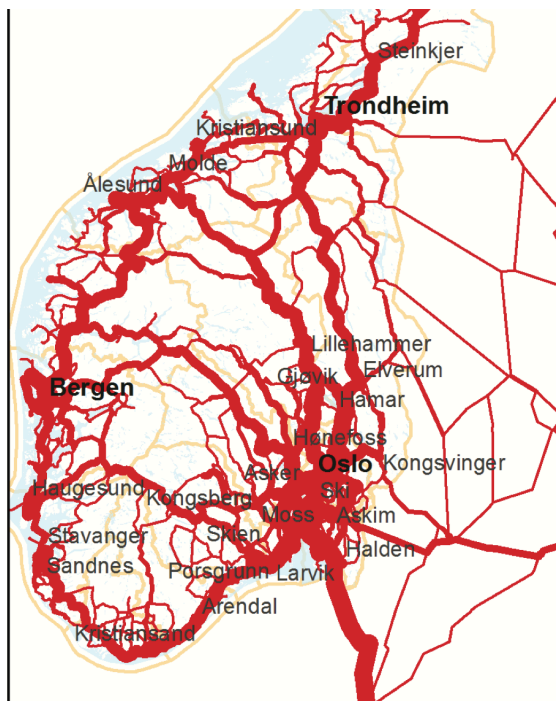 Steinkjer
Trondheim
Kristiansund
Molde
Ålesund
Lillehammer
Gjøvik
Elverum
Bergen
Hamar
Hønefoss
Oslo
Kongsvinger
Asker
Haugesund
Kongsberg
Ski
Moss
Askim
Stavanger
Skien
Halden
Sandnes
Porsgrunn
Larvik
Arendal
Kristiansand